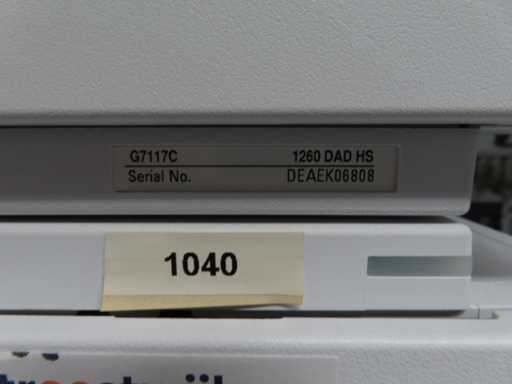 G7117C 1260 DAD HS
Serial No. DEAEK06808
1040